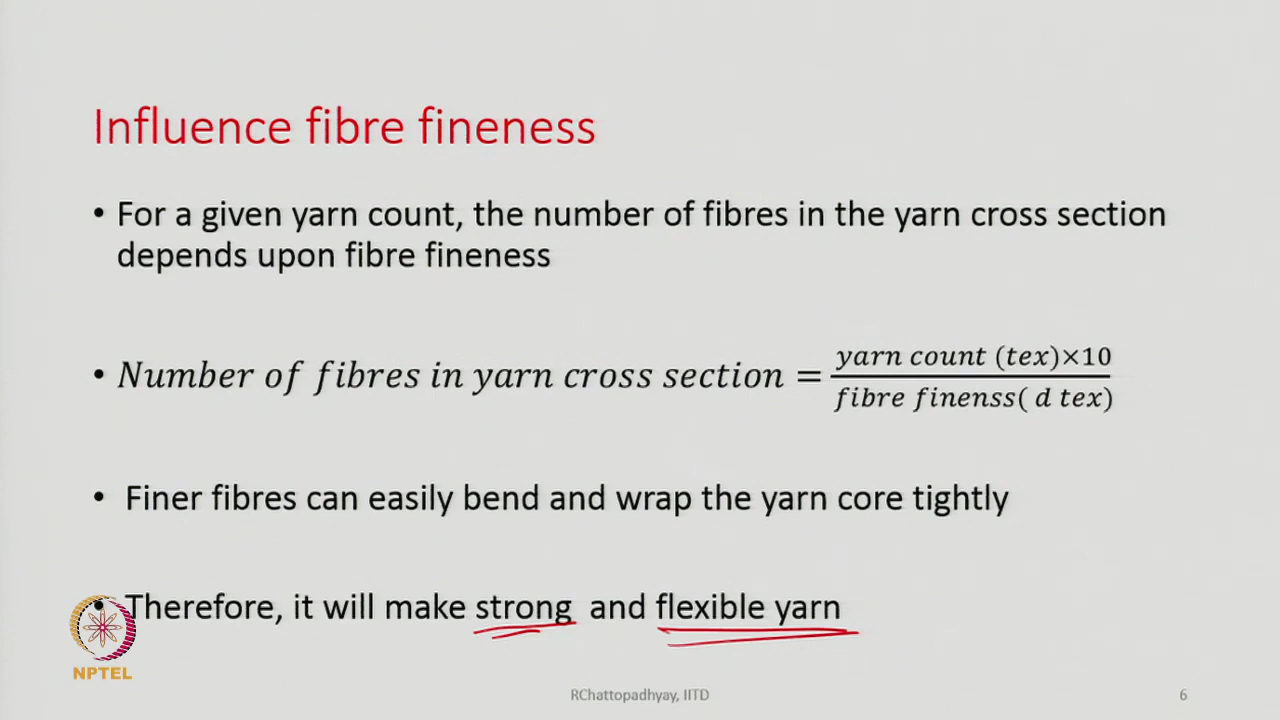 Influence fibre fineness
• For a given yarn count, the number of fibres in the yarn cross section
depends upon fibre fineness
• Number of fibres in yarn cross section = yarn count (tex)×10 / fibre finenss( d tex)
• Finer fibres can easily bend and wrap the yarn core tightly
• Therefore, it will make strong and flexible yarn
NPTEL
RChattopadhyay, IITD
6